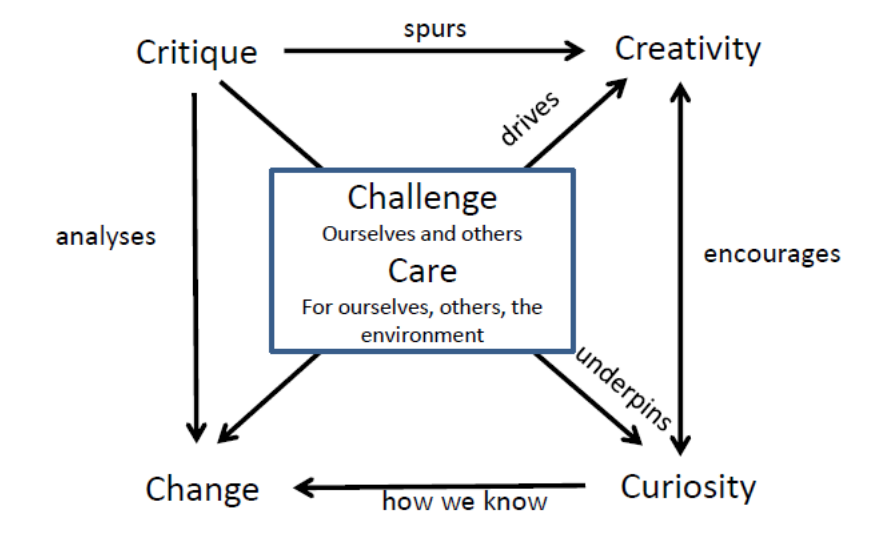 spurs
Critique
Creativity
drives
Challenge
Ourselves and others
analyses
Care
encourages
For ourselves, others, the
environment
underpins
Change
how we know
Curiosity